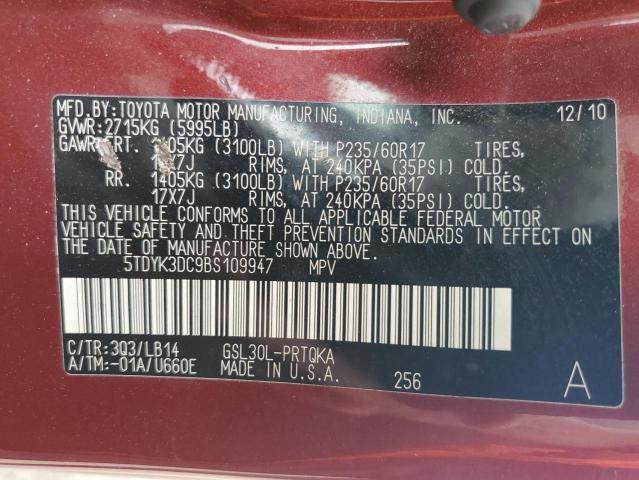 MFD.BY:TOYOTA MOTOR MANUFACTURING, INDIANA, INC. 12/10
GVWR:2715KG (5995LB)
GAWR: FRT. 1405KG (3100LB) WITH P235/60R17 TIRES,
17X7J RIMS, AT 240KPA (35PSI) COLD.
RR. 1405KG (3100LB) WITH P235/60R17 TIRES,
17X7J RIMS, AT 240KPA (35PSI) COLD.
THIS VEHICLE CONFORMS TO ALL APPLICABLE FEDERAL MOTOR
VEHICLE SAFETY AND THEFT PREVENTION STANDARDS IN EFFECT ON
THE DATE OF MANUFACTURE SHOWN ABOVE.
5TDYK3DC9BS109947 MPV
C/TR:3Q3/LB14 GSL30L-PRTQKA
A/TM:-01A/U660E MADE IN U.S.A. 256 A